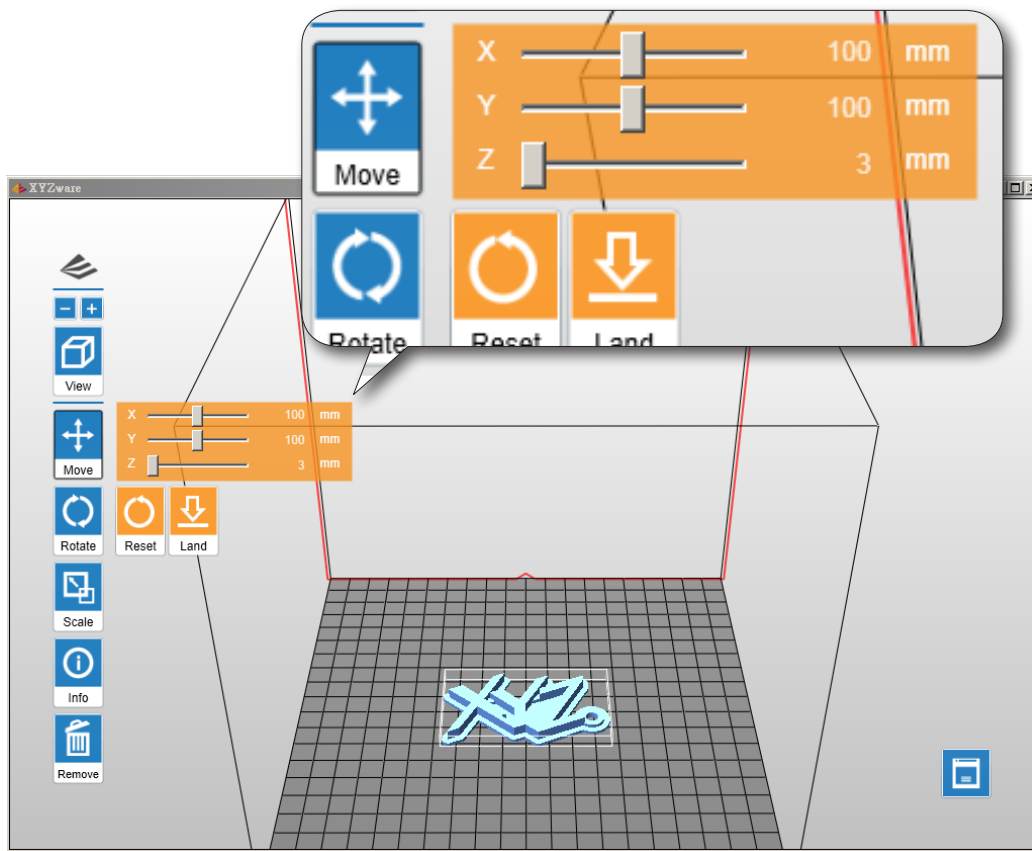 X 100 mm
Y 100 mm
Z 3 mm
Move
Rotate Reset Land
XYZware
View
X 100 mm
Y 100 mm
Z 3 mm
Move
Rotate Reset Land
Scale
Info
Remove